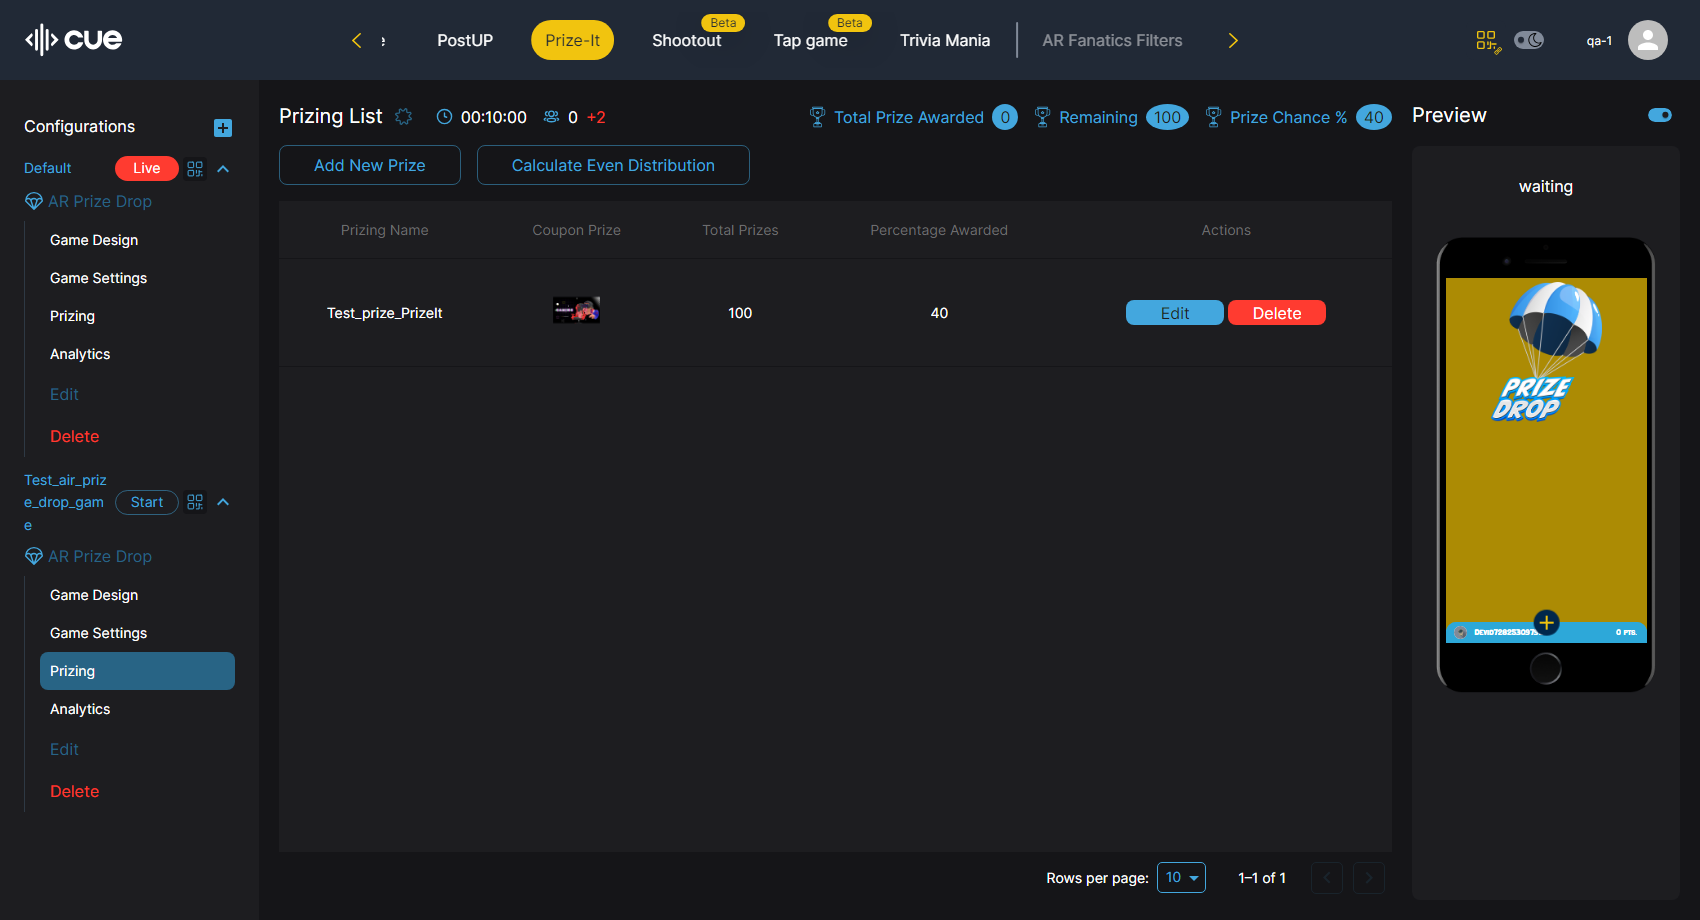 cue
PostUP
Prize-It
Beta
Shootout
Beta
Tap game
Trivia Mania
AR Fanatics Filters
qa-1
Configurations
Default
Live
AR Prize Drop
Game Design
Game Settings
Prizing
Analytics
Edit
Delete
Test_air_priz
e_drop_gam
e
Start
AR Prize Drop
Game Design
Game Settings
Prizing
Analytics
Edit
Delete
Prizing List
00:10:00
0 +2
Total Prize Awarded 0
Remaining 100
Prize Chance % 40
Add New Prize
Calculate Even Distribution
Prizing Name Coupon Prize Total Prizes Percentage Awarded Actions
Test_prize_PrizeIt 100 40 Edit Delete
Rows per page: 10 1–1 of 1
Preview
waiting
PRIZE
DROP
0 PTS.